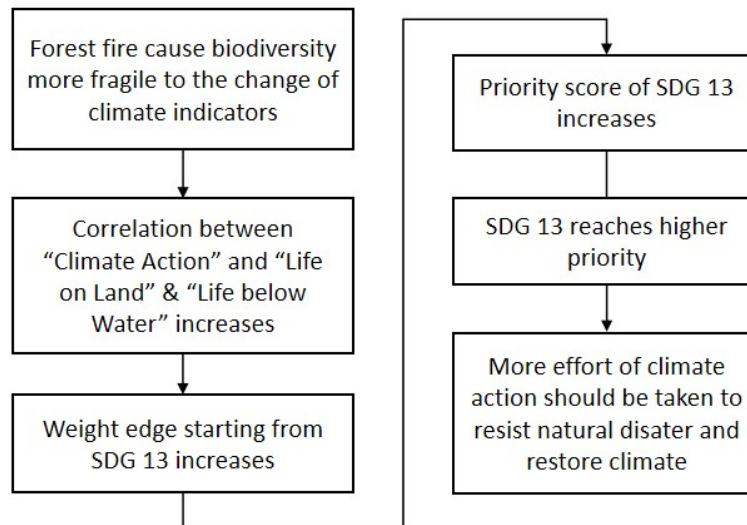 Forest fire cause biodiversity
more fragile to the change of
climate indicators
Correlation between
“Climate Action” and “Life
on Land” & “Life below
Water” increases
Weight edge starting from
SDG 13 increases
Priority score of SDG 13
increases
SDG 13 reaches higher
priority
More effort of climate
action should be taken to
resist natural disater and
restore climate